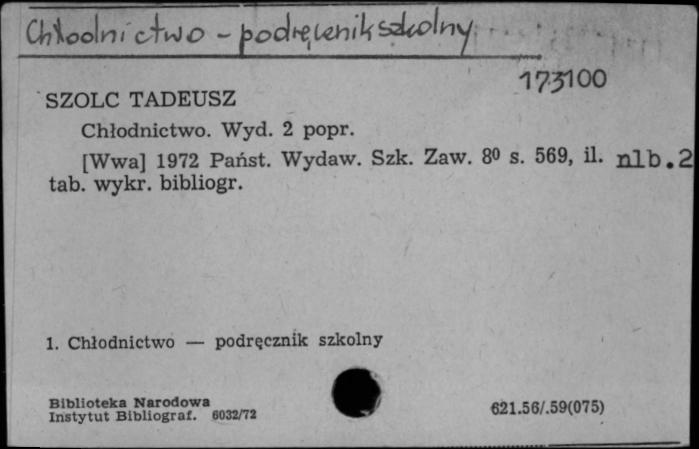 Chłodnictwo - podręcznik szkolny
173100
SZOLC TADEUSZ
Chłodnictwo. Wyd. 2 popr.
[Wwa] 1972 Państ. Wydaw. Szk. Zaw. 8⁰ s. 569, il. nlb.2
tab. wykr. bibliogr.
1. Chłodnictwo — podręcznik szkolny
Biblioteka Narodowa
Instytut Bibliograf. 6032/72
621.56/.59(075)